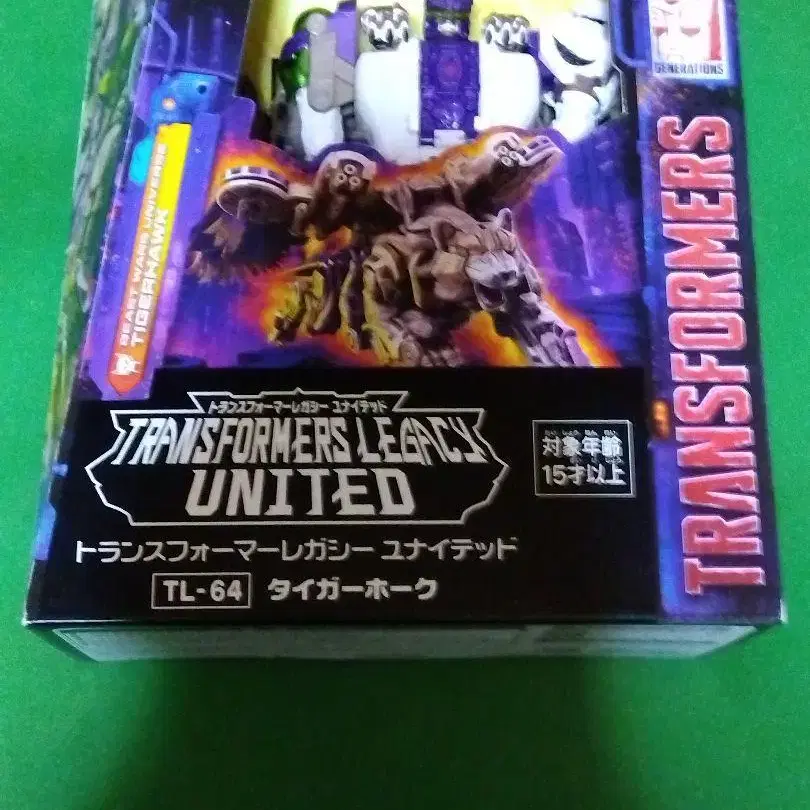 GENERATIONS
TRANSFORMERS
BEAST WARS UNIVERSE
TIGERHAWK
トランスフォーマーレガシー ユナイテッド
TRANSFORMERS LEGACY
UNITED
対象年齢
15才以上
トランスフォーマーレガシー ユナイテッド
TL-64 タイガーホーク